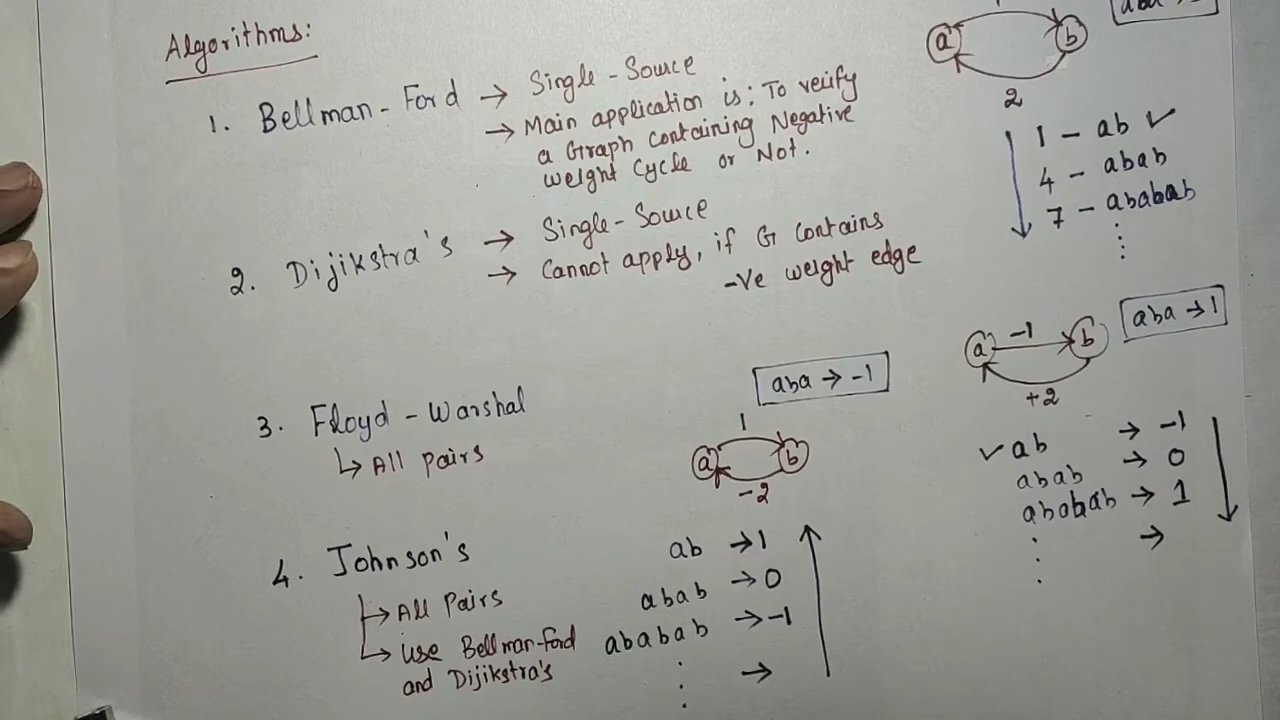 Algorithms:
1. Bellman-Ford → Single-Source
→ Main application is: To verify
a Graph containing Negative
weight cycle or Not.
2. Dijikstra's → Single-Source
→ Cannot apply, if G contains
-ve weight edge
3. Floyd-Warshal
↳ All pairs
4. Johnson's
→ All Pairs
→ Use Bellman-Ford
and Dijikstra's
aba → -1
1
a b
-2
ab → 1
abab → 0
ababab → -1
⋮ →
a b
2
1 - ab ✓
4 - abab
7 - ababab
⋮
aba → 1
a -1 b
+2
✓ ab → -1
abab → 0
ababab → 1
⋮ →